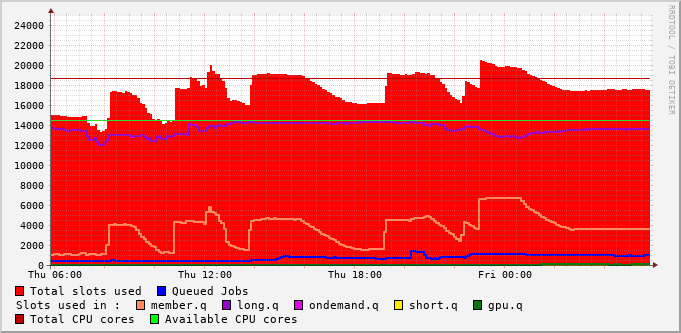 24000
22000
20000
18000
16000
14000
12000
10000
8000
6000
4000
2000
0
Thu 06:00 Thu 12:00 Thu 18:00 Fri 00:00
RRDTOOL / TOBI OETIKER
Total slots used Queued Jobs
Slots used in : member.q long.q ondemand.q short.q gpu.q
Total CPU cores Available CPU cores